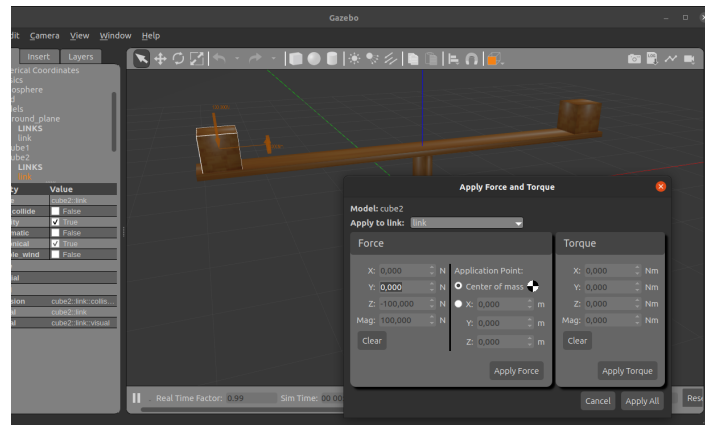 Gazebo
dit Camera View Window Help
Insert Layers
erical Coordinates
sics
osphere
d
els
round_plane
LINKS
link
ube1
ube2
LINKS
link
ty Value
e cube2::link
collide False
ity True
matic False
onical True
le_wind False
ial
sion cube2::link::collis...
al cube2::link
al cube2::link::visual
Apply Force and Torque
Model: cube2
Apply to link: link
Force
X: 0,000 N
Y: 0,000 N
Z: -100,000 N
Mag: 100,000 N
Clear
Application Point:
Center of mass
X: 0,000 m
Y: 0,000 m
Z: 0,000 m
Apply Force
Torque
X: 0,000 Nm
Y: 0,000 Nm
Z: 0,000 Nm
Mag: 0,000 Nm
Clear
Apply Torque
Cancel Apply All
Real Time Factor: 0.99 Sim Time: 00 00: Rese